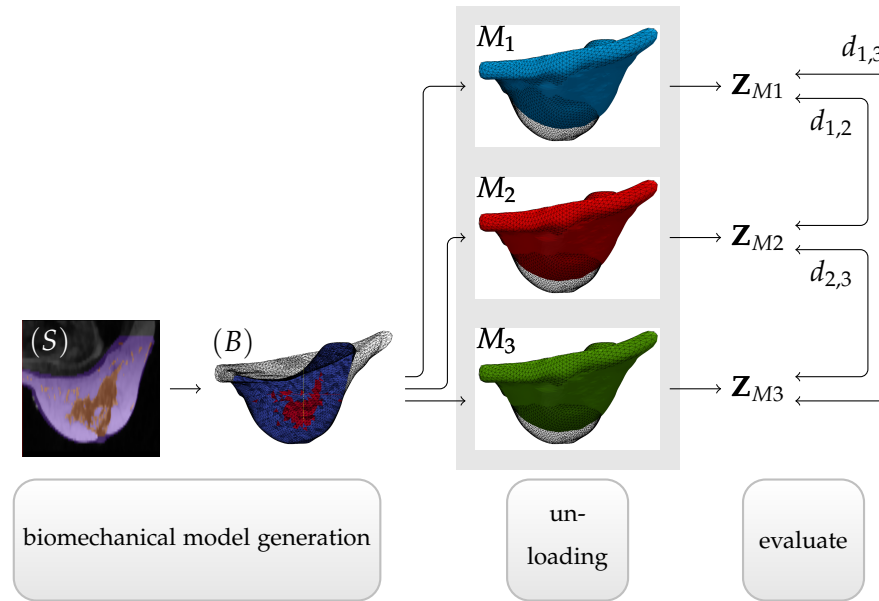 M1
Z_M1
d1,3
d1,2
M2
Z_M2
d2,3
(S)
(B)
M3
Z_M3
biomechanical model generation
un-
loading
evaluate